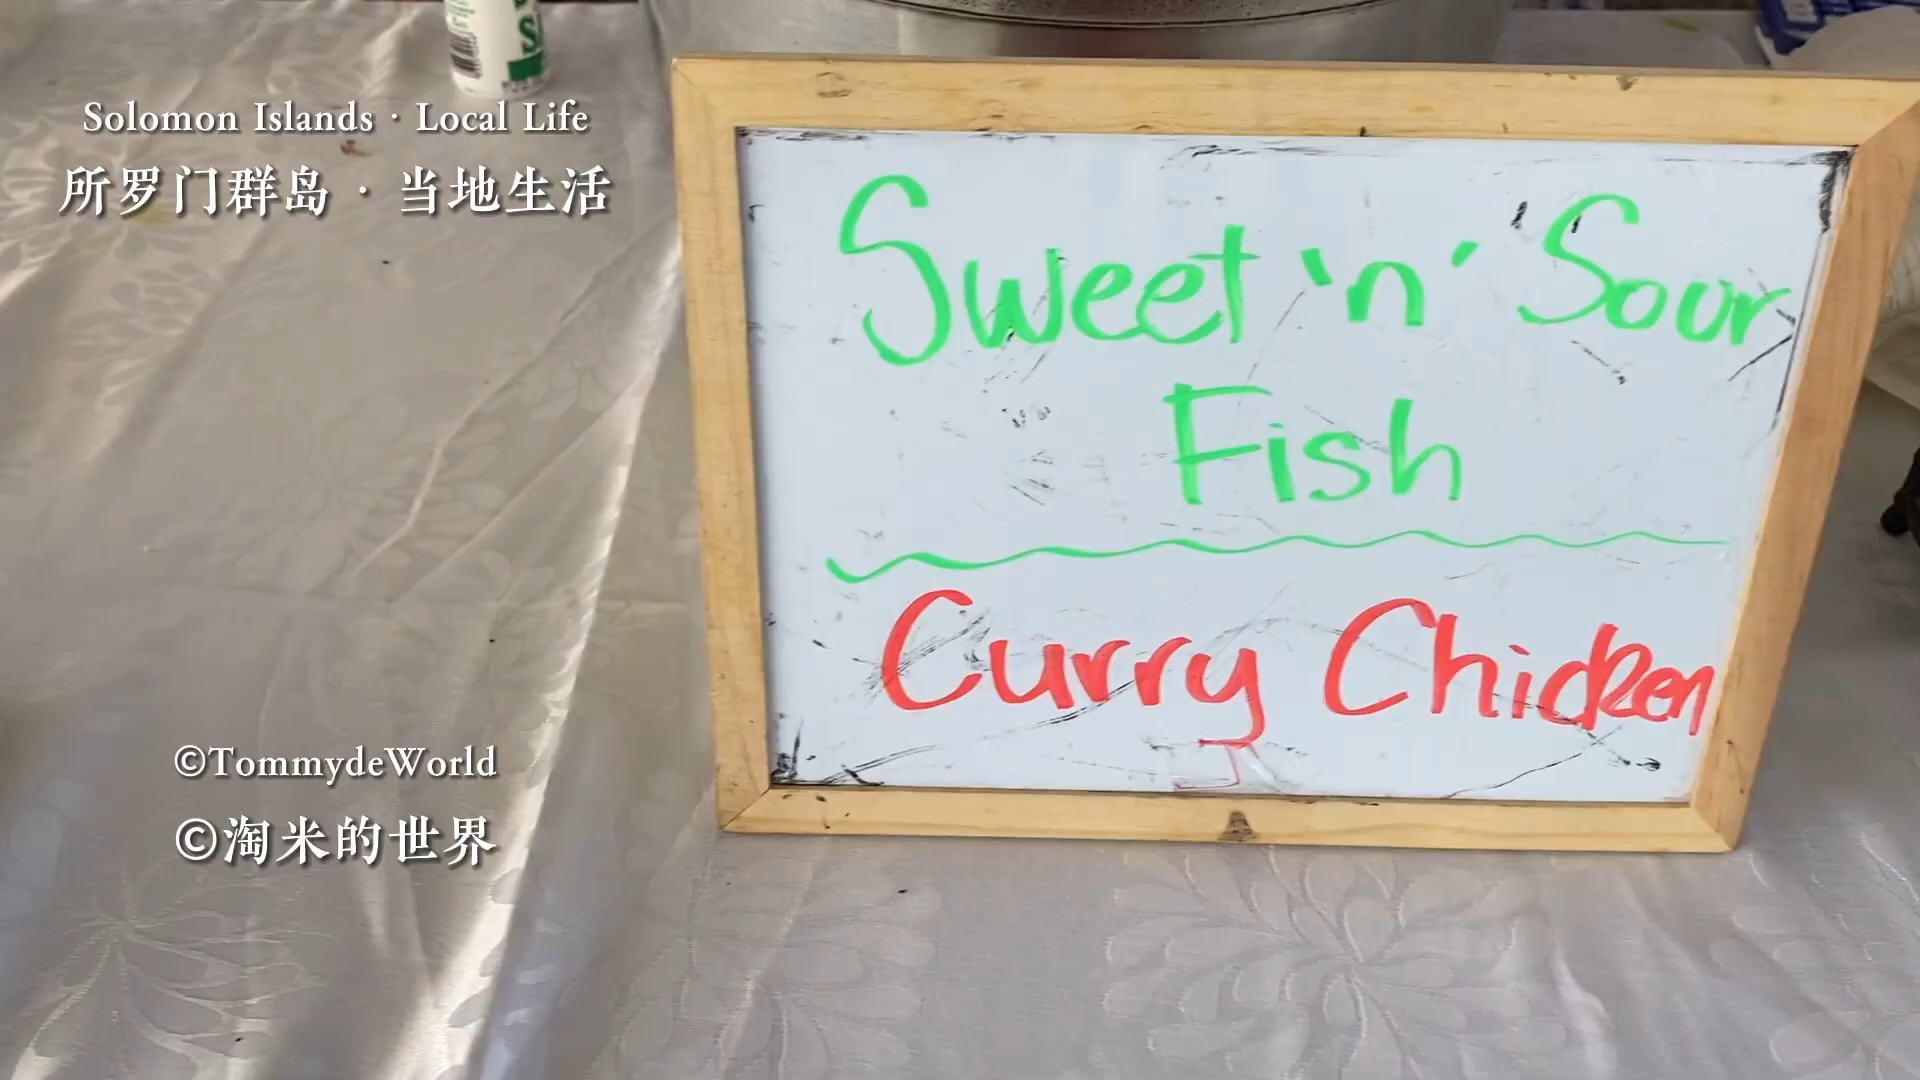 Solomon Islands · Local Life
所罗门群岛 · 当地生活
Sweet 'n' Sour
Fish
Curry Chicken
©TommydeWorld
©淘米的世界